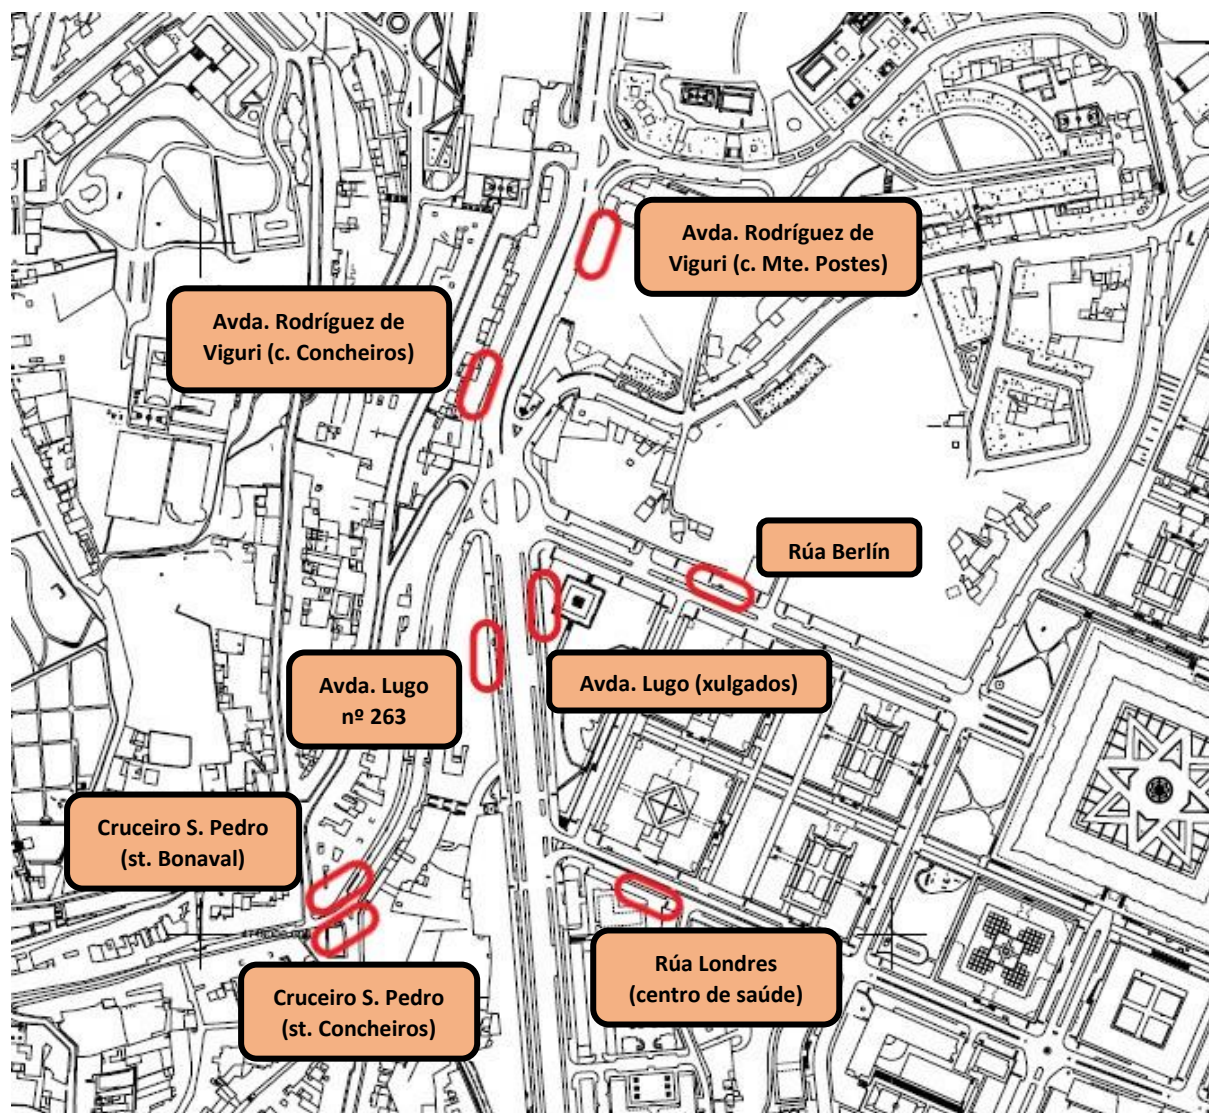 Avda. Rodríguez de
Viguri (c. Mte. Postes)
Avda. Rodríguez de
Viguri (c. Concheiros)
Rúa Berlín
Avda. Lugo
nº 263
Avda. Lugo (xulgados)
Cruceiro S. Pedro
(st. Bonaval)
Rúa Londres
(centro de saúde)
Cruceiro S. Pedro
(st. Concheiros)